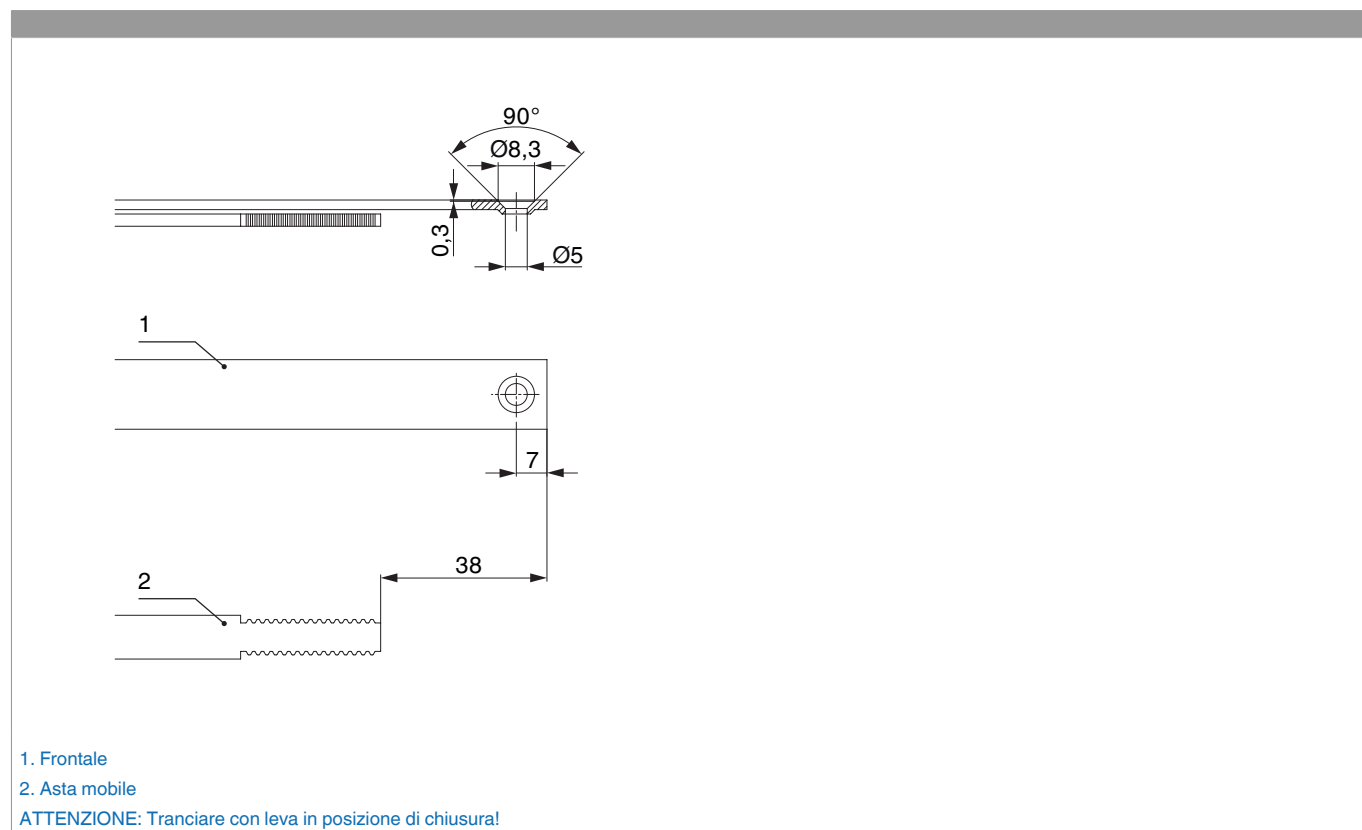 90°
Ø8,3
0,3
Ø5
1
7
38
2
1. Frontale
2. Asta mobile
ATTENZIONE: Tranciare con leva in posizione di chiusura!